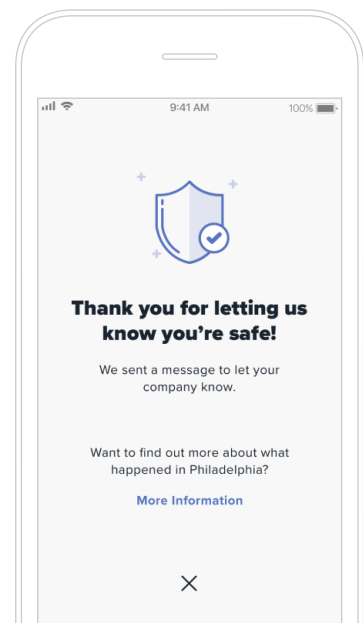 9:41 AM
100%
Thank you for letting us
know you’re safe!
We sent a message to let your
company know.
Want to find out more about what
happened in Philadelphia?
More Information